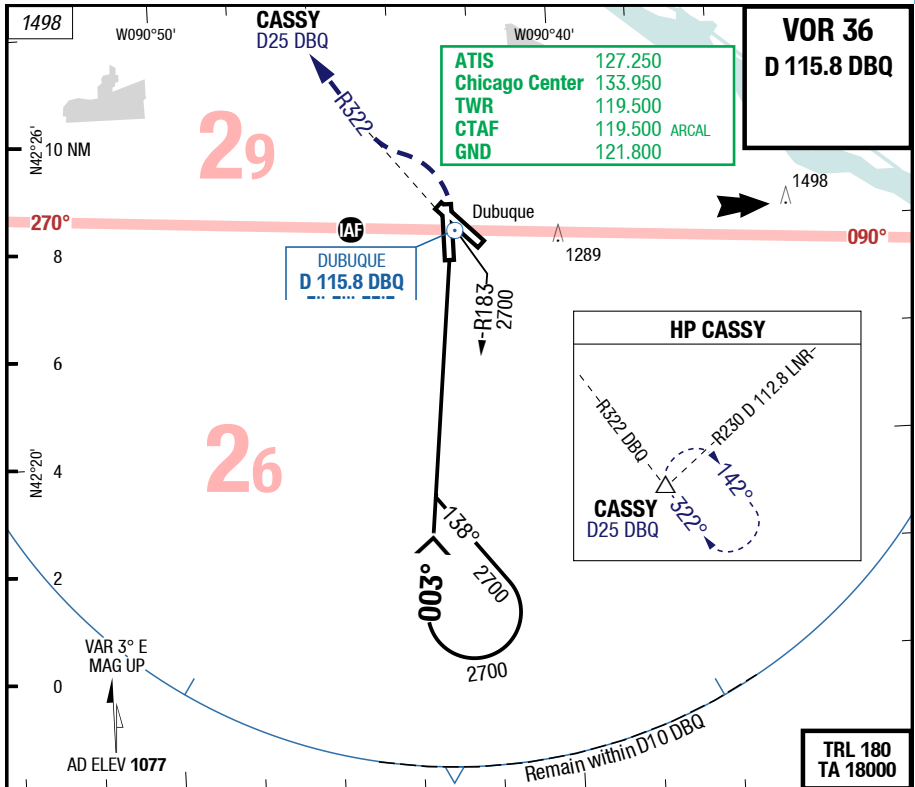 1498
W090°50'
CASSY
D25 DBQ
W090°40'
VOR 36
D 115.8 DBQ
ATIS 127.250
Chicago Center 133.950
TWR 119.500
CTAF 119.500 ARCAL
GND 121.800
R322
29
N42°26'
10 NM
1498
270°
IAF
Dubuque
1289
090°
8
DUBUQUE
D 115.8 DBQ
R183
2700
HP CASSY
6
R322 DBQ
R230 D 112.8 LNR
26
N42°20'
4
142°
322°
CASSY
D25 DBQ
138°
2700
003°
2
2700
VAR 3° E
MAG UP
0
Remain within D10 DBQ
AD ELEV 1077
TRL 180
TA 18000